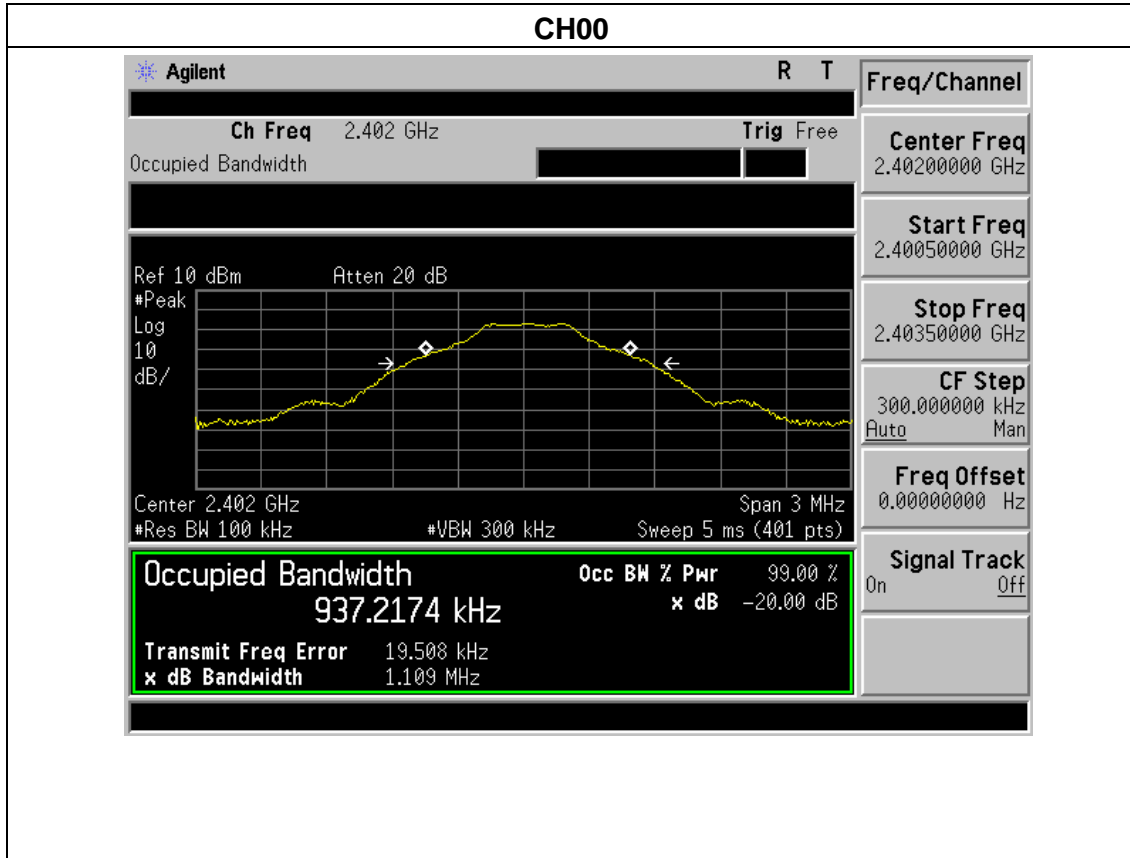 CH00
Agilent R T
Ch Freq 2.402 GHz Trig Free
Occupied Bandwidth
Ref 10 dBm Atten 20 dB
#Peak
Log
10
dB/
Center 2.402 GHz Span 3 MHz
#Res BW 100 kHz #VBW 300 kHz Sweep 5 ms (401 pts)
Occupied Bandwidth Occ BW % Pwr 99.00 %
937.2174 kHz x dB -20.00 dB
Transmit Freq Error 19.508 kHz
x dB Bandwidth 1.109 MHz
Freq/Channel
Center Freq
2.40200000 GHz
Start Freq
2.40050000 GHz
Stop Freq
2.40350000 GHz
CF Step
300.000000 kHz
Auto Man
Freq Offset
0.00000000 Hz
Signal Track
On Off